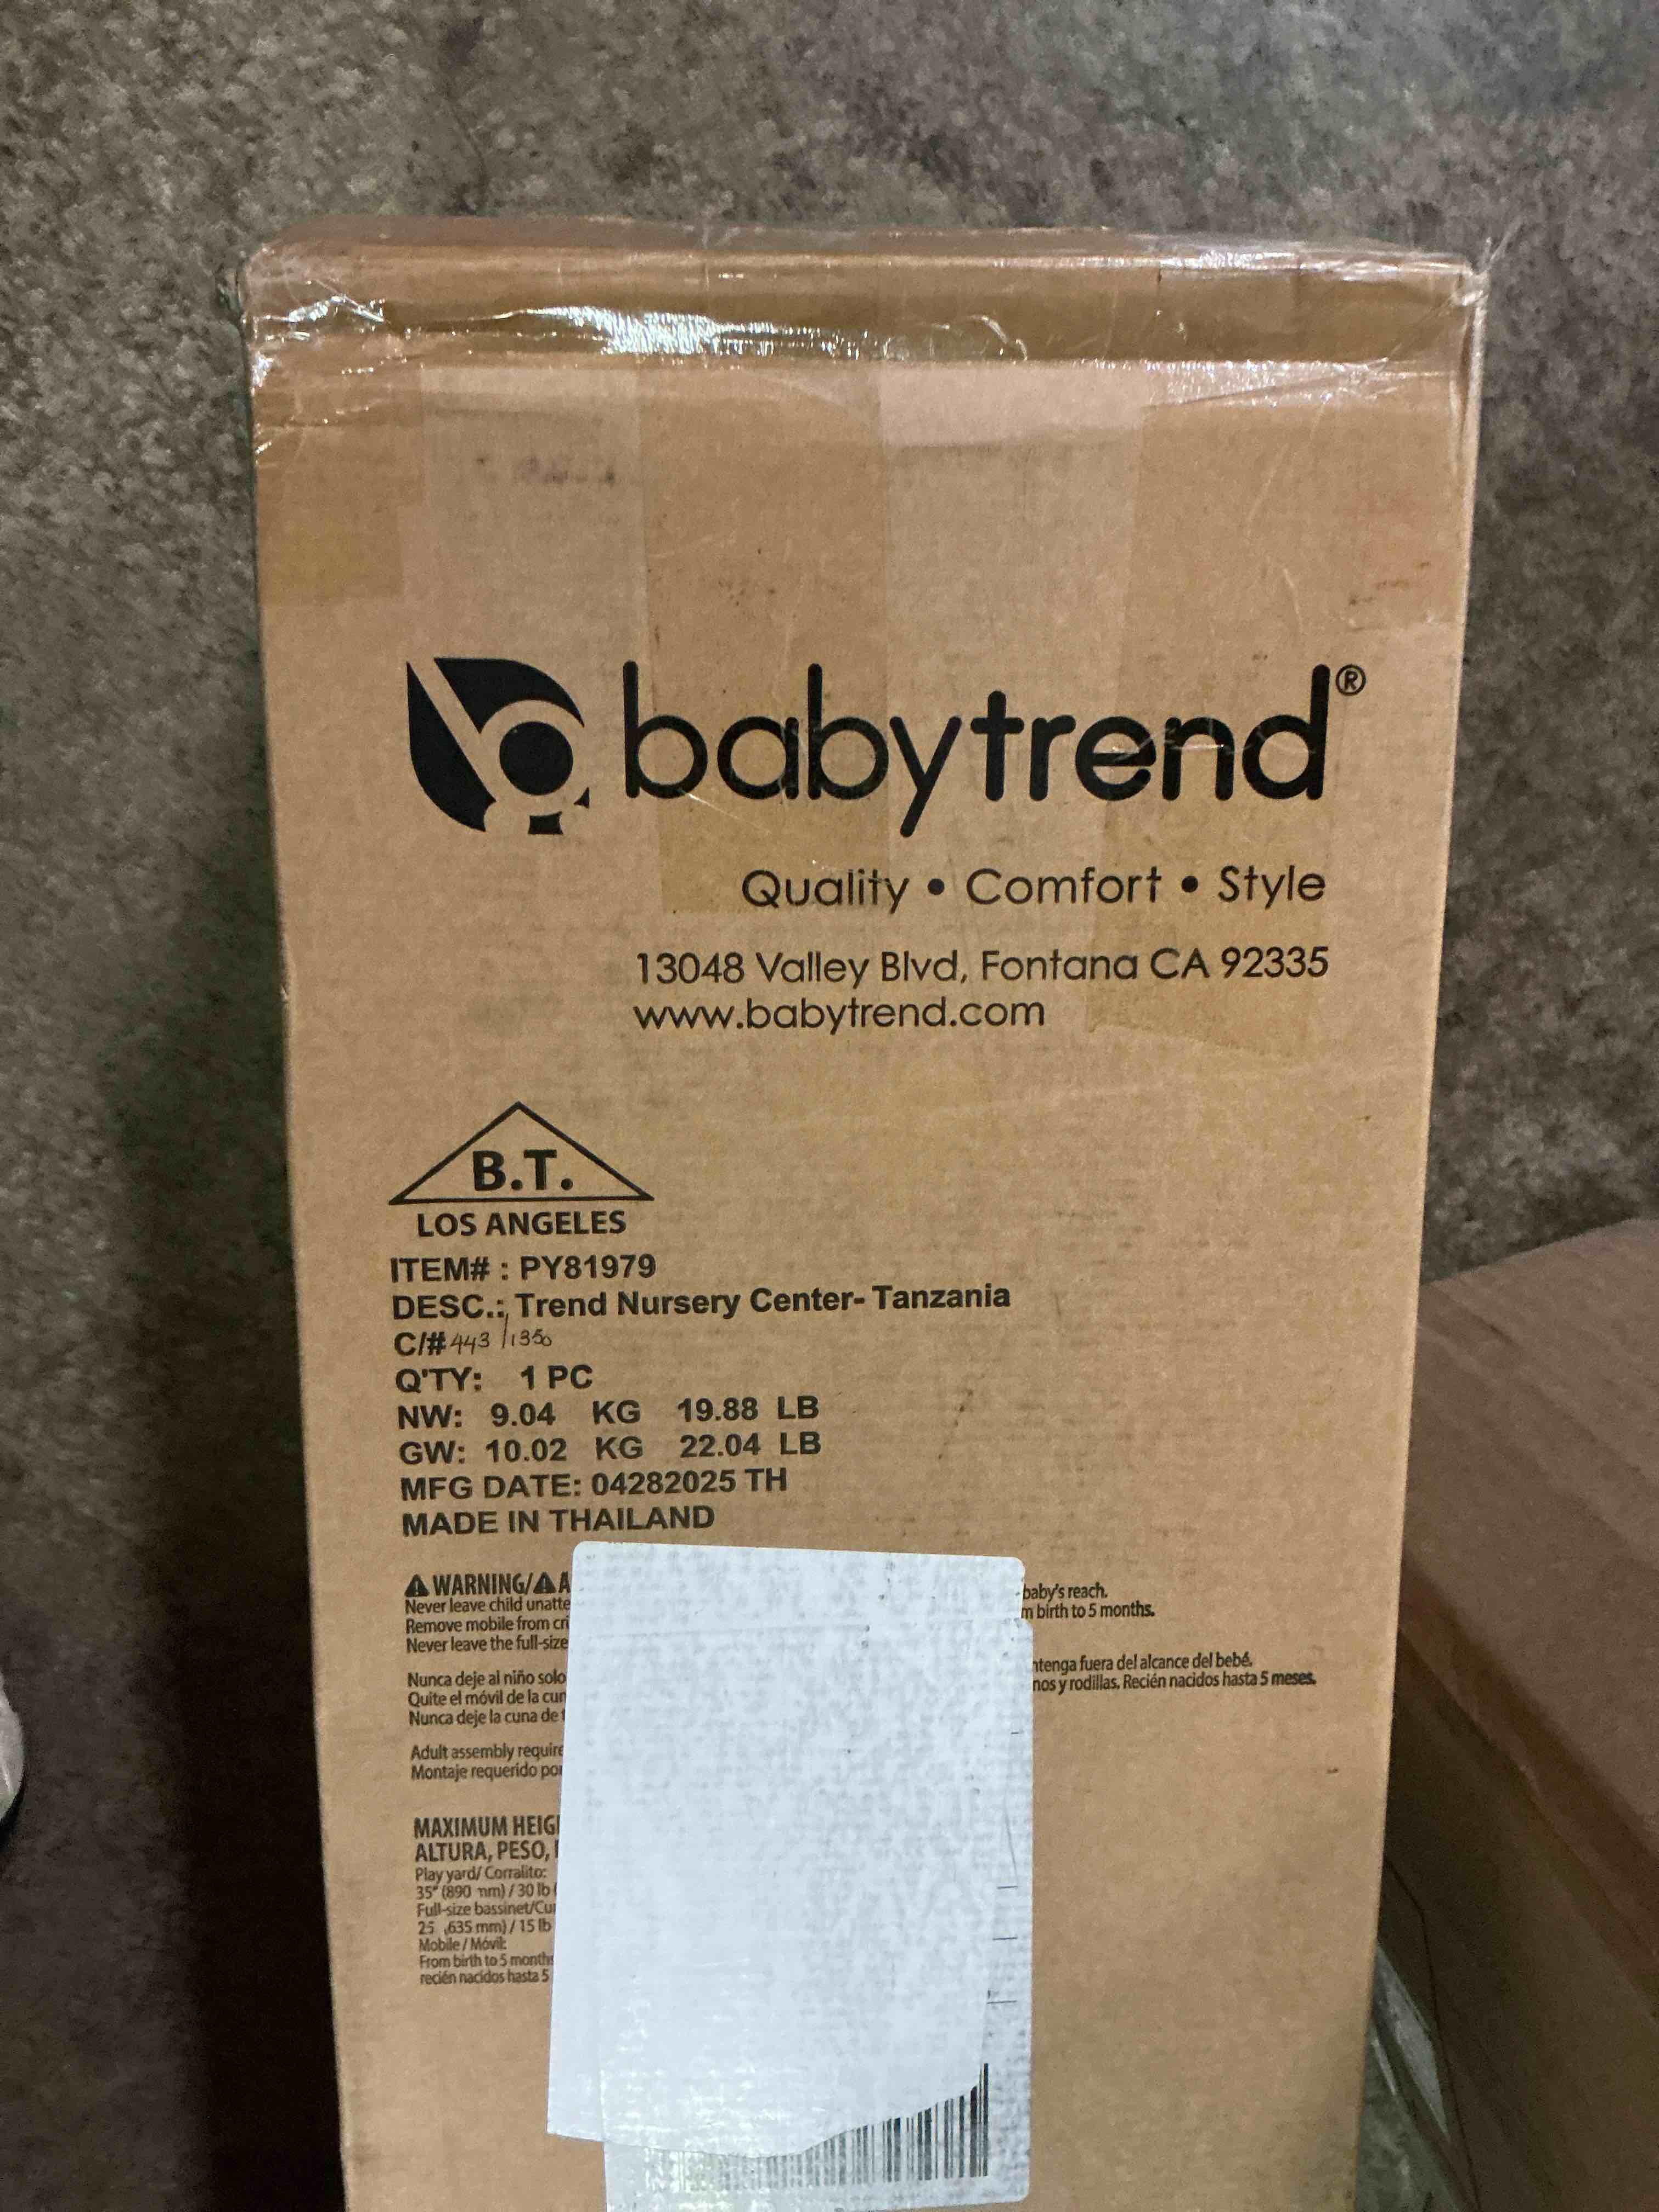 babytrend®
Quality • Comfort • Style
13048 Valley Blvd, Fontana CA 92335
www.babytrend.com
B.T.
LOS ANGELES
ITEM# : PY81979
DESC.: Trend Nursery Center- Tanzania
C/# 443/1350
Q'TY: 1 PC
NW: 9.04 KG 19.88 LB
GW: 10.02 KG 22.04 LB
MFG DATE: 04282025 TH
MADE IN THAILAND
⚠ WARNING/⚠ A
Never leave child unatte baby's reach.
Remove mobile from cri m birth to 5 months.
Never leave the full-size
Nunca deje al niño solo ntenga fuera del alcance del bebé.
Quite el móvil de la cun nos y rodillas. Recién nacidos hasta 5 meses.
Nunca deje la cuna de t
Adult assembly require
Montaje requerido por
MAXIMUM HEIG
ALTURA, PESO,
Play yard/ Corralito:
35" (890 mm) / 30 lb (
Full-size bassinet/Cu
25 (635 mm) / 15 lb
Mobile / Móvil:
From birth to 5 months
recién nacidos hasta 5